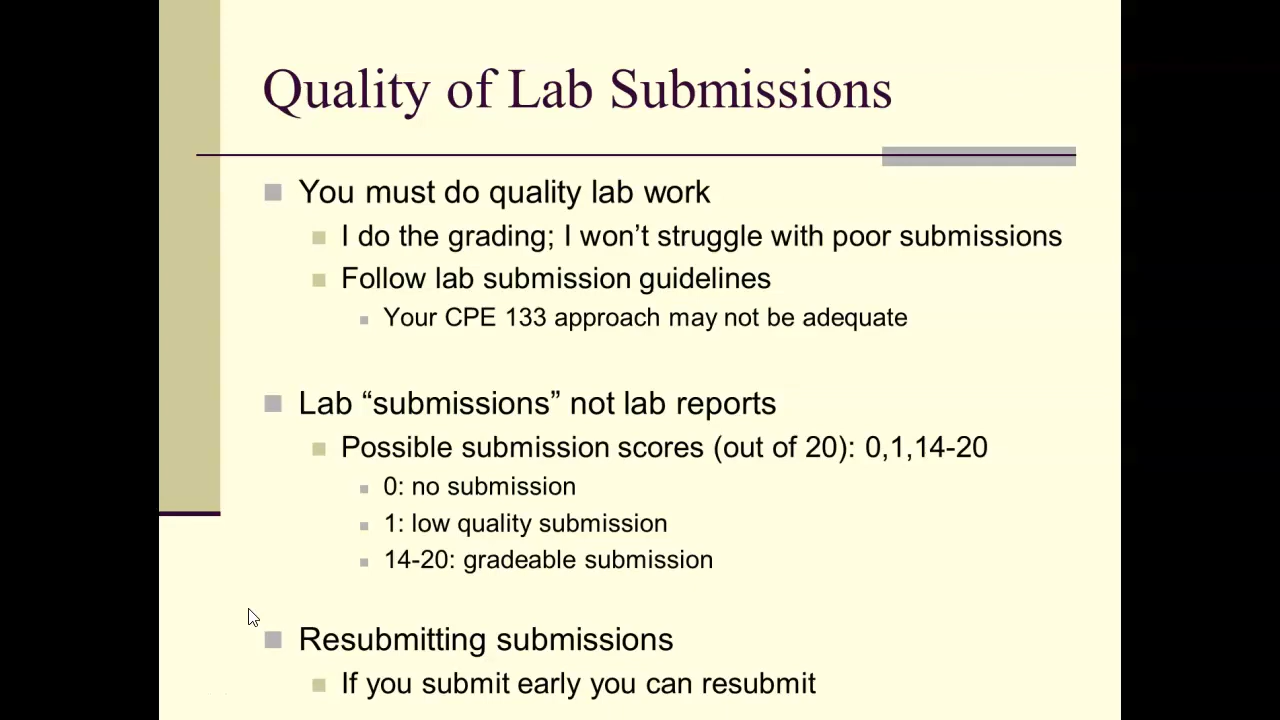 Quality of Lab Submissions
You must do quality lab work
I do the grading; I won’t struggle with poor submissions
Follow lab submission guidelines
Your CPE 133 approach may not be adequate
Lab “submissions” not lab reports
Possible submission scores (out of 20): 0,1,14-20
0: no submission
1: low quality submission
14-20: gradeable submission
Resubmitting submissions
If you submit early you can resubmit